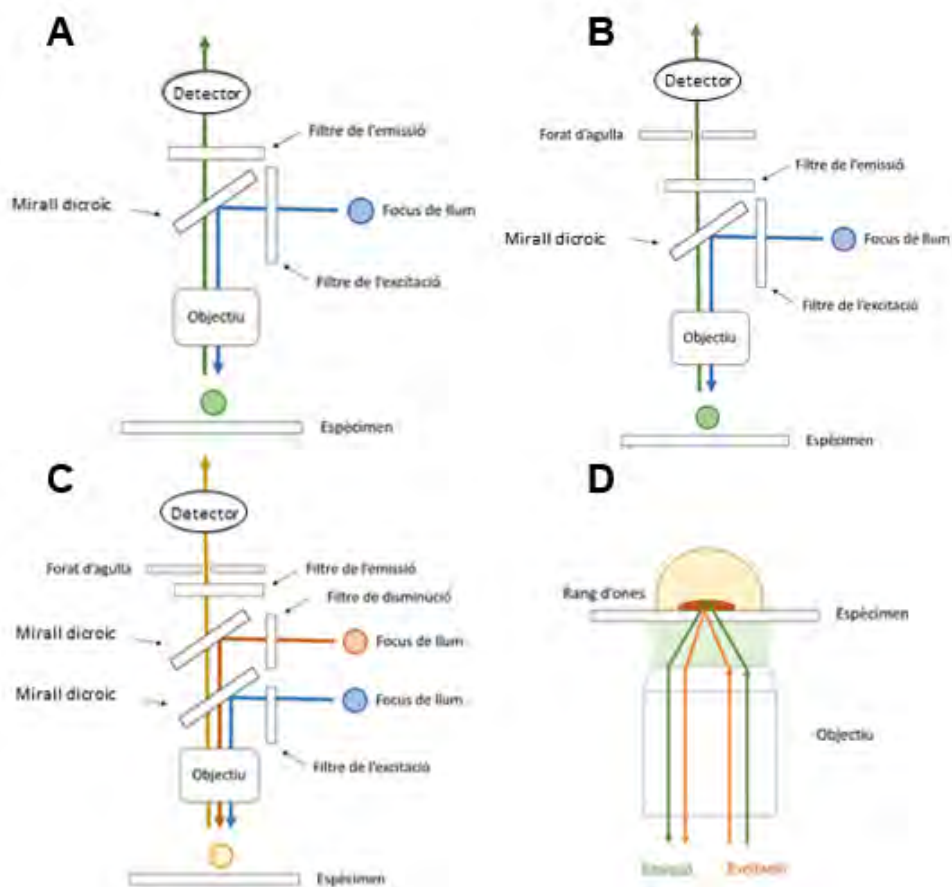 A
Detector
Filtre de l'emissió
Mirall dicroic
Focus de llum
Filtre de l'excitació
Objectiu
Espècimen
B
Detector
Forat d'agulla
Filtre de l'emissió
Mirall dicroic
Focus de llum
Filtre de l'excitació
Objectiu
Espècimen
C
Detector
Forat d'agulla
Filtre de l'emissió
Filtre de disminució
Mirall dicroic
Focus de llum
Mirall dicroic
Focus de llum
Filtre de l'excitació
Objectiu
Espècimen
D
Rang d'ones
Espècimen
Objectiu
Emissió
Excitació